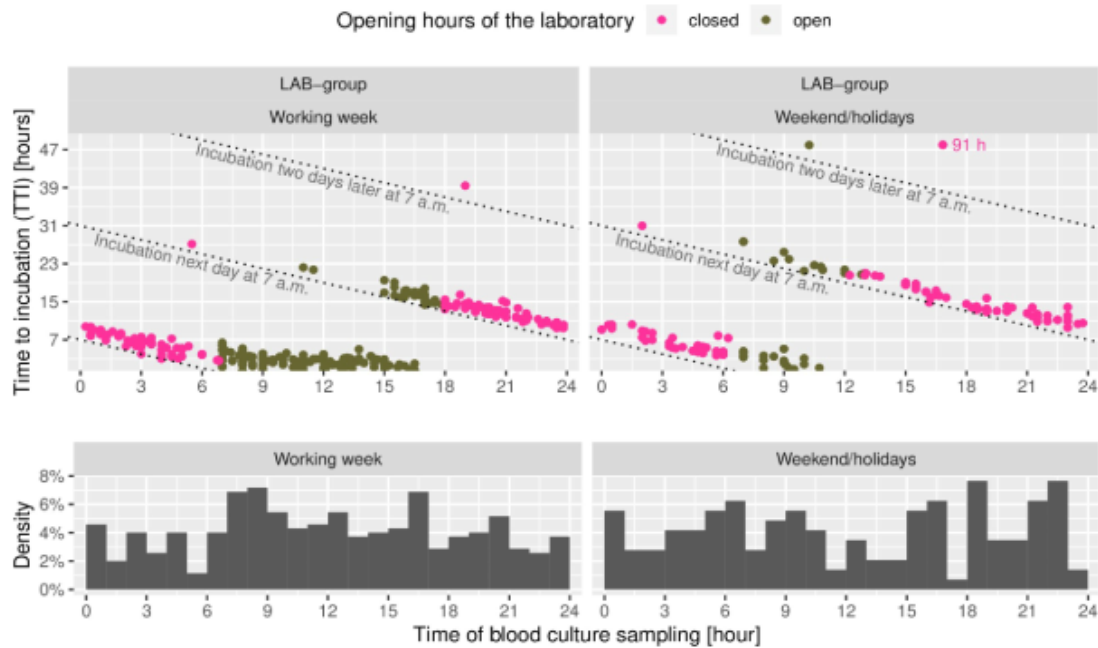 Opening hours of the laboratory closed open
LAB-group LAB-group
Working week Weekend/holidays
Time to incubation (TTI) [hours]
47
39
31
23
15
7
Incubation two days later at 7 a.m.
Incubation next day at 7 a.m.
Incubation two days later at 7 a.m.
91 h
Incubation next day at 7 a.m.
0 3 6 9 12 15 18 21 24 0 3 6 9 12 15 18 21 24
Working week Weekend/holidays
Density
8%
6%
4%
2%
0%
0 3 6 9 12 15 18 21 24 0 3 6 9 12 15 18 21 24
Time of blood culture sampling [hour]